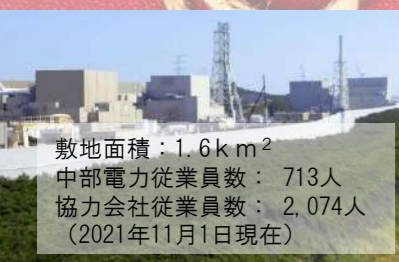 敷地面積：1.6ｋｍ²
中部電力従業員数： 713人
協力会社従業員数： 2,074人
（2021年11月1日現在）